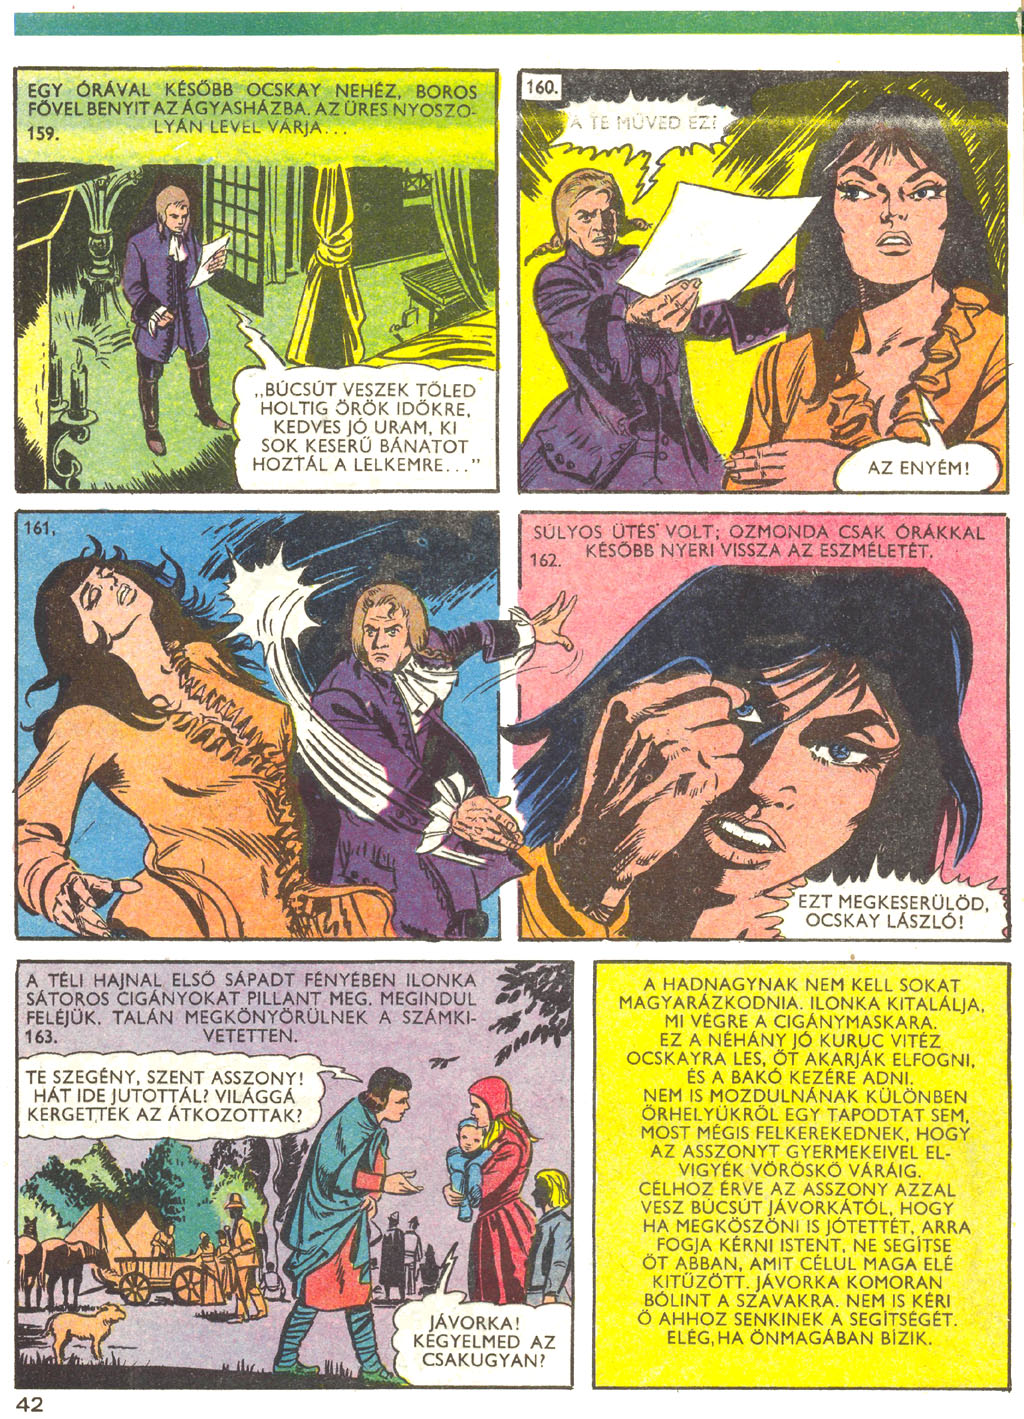 EGY ÓRÁVAL KÉSŐBB OCSKAY NEHÉZ, BOROS
FŐVEL BENYIT AZ ÁGYASHÁZBA. AZ ÜRES NYOSZO-
LYÁN LEVÉL VÁRJA...
159.
„BÚCSÚT VESZEK TŐLED
HOLTIG ÖRÖK IDŐKRE,
KEDVES JÓ URAM, KI
SOK KESERŰ BÁNATOT
HOZTÁL A LELKEMRE..."
160.
A TE MŰVED EZ!
AZ ENYÉM!
161.
SÚLYOS ÜTÉS VOLT; OZMONDA CSAK ÓRÁKKAL
KÉSŐBB NYERI VISSZA AZ ESZMÉLETÉT.
162.
EZT MEGKESERÜLÖD,
OCSKAY LÁSZLÓ!
A TÉLI HAJNAL ELSŐ SÁPADT FÉNYÉBEN ILONKA
SÁTOROS CIGÁNYOKAT PILLANT MEG. MEGINDUL
FELÉJÜK. TALÁN MEGKÖNYÖRÜLNEK A SZÁMKI-
163. VETETTEN.
TE SZEGÉNY, SZENT ASSZONY!
HÁT IDE JUTOTTÁL? VILÁGGÁ
KERGETTÉK AZ ÁTKOZOTTAK?
JÁVORKA!
KEGYELMED AZ
CSAKUGYAN?
A HADNAGYNAK NEM KELL SOKAT
MAGYARÁZKODNIA. ILONKA KITALÁLJA,
MI VÉGRE A CIGÁNYMASKARA.
EZ A NÉHÁNY JÓ KURUC VITÉZ
OCSKAYRA LES, ŐT AKARJÁK ELFOGNI,
ÉS A BAKÓ KEZÉRE ADNI.
NEM IS MOZDULNÁNAK KÜLÖNBEN
ŐRHELYÜKRŐL EGY TAPODTAT SEM,
MOST MÉGIS FELKEREKEDNEK, HOGY
AZ ASSZONYT GYERMEKEIVEL EL-
VIGYÉK VÖRÖSKŐ VÁRÁIG.
CÉLHOZ ÉRVE AZ ASSZONY AZZAL
VESZ BÚCSÚT JÁVORKÁTÓL, HOGY
HA MEGKÖSZÖNI IS JÓTETTÉT, ARRA
FOGJA KÉRNI ISTENT, NE SEGÍTSE
ŐT ABBAN, AMIT CÉLUL MAGA ELÉ
KITŰZÖTT. JÁVORKA KOMORAN
BÓLINT A SZAVAKRA. NEM IS KÉRI
Ő AHHOZ SENKINEK A SEGÍTSÉGÉT.
ELÉG, HA ÖNMAGÁBAN BÍZIK.
42